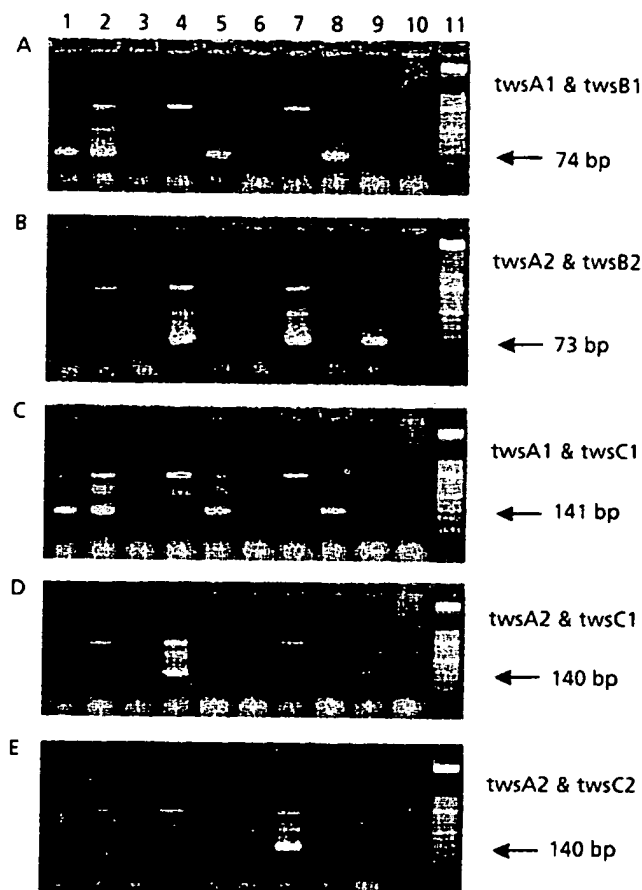 1 2 3 4 5 6 7 8 9 10 11
A
twsA1 & twsB1
74 bp
B
twsA2 & twsB2
73 bp
C
twsA1 & twsC1
141 bp
D
twsA2 & twsC1
140 bp
E
twsA2 & twsC2
140 bp